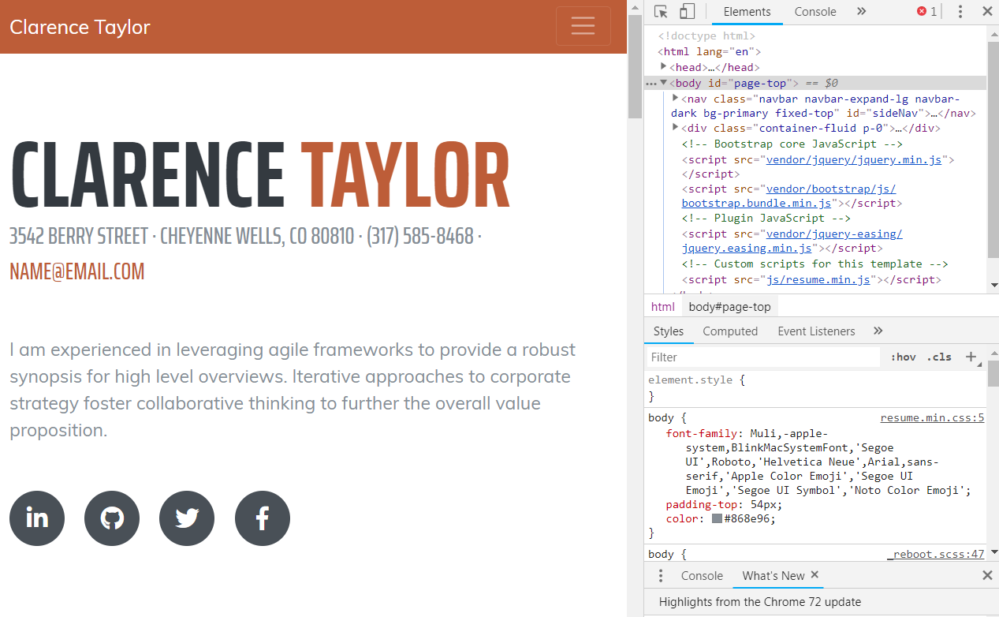 Clarence Taylor
CLARENCE TAYLOR
3542 BERRY STREET · CHEYENNE WELLS, CO 80810 · (317) 585-8468 ·
NAME@EMAIL.COM
I am experienced in leveraging agile frameworks to provide a robust
synopsis for high level overviews. Iterative approaches to corporate
strategy foster collaborative thinking to further the overall value
proposition.
in
Elements Console » 1
<!doctype html>
<html lang="en">
<head>…</head>
<body id="page-top"> == $0
<nav class="navbar navbar-expand-lg navbar-
dark bg-primary fixed-top" id="sideNav">…</nav>
<div class="container-fluid p-0">…</div>
<!-- Bootstrap core JavaScript -->
<script src="vendor/jquery/jquery.min.js">
</script>
<script src="vendor/bootstrap/js/
bootstrap.bundle.min.js"></script>
<!-- Plugin JavaScript -->
<script src="vendor/jquery-easing/
jquery.easing.min.js"></script>
<!-- Custom scripts for this template -->
<script src="js/resume.min.js"></script>
html body#page-top
Styles Computed Event Listeners »
Filter :hov .cls +
element.style {
}
body { resume.min.css:5
font-family: Muli,-apple-
system,BlinkMacSystemFont,'Segoe
UI',Roboto,'Helvetica Neue',Arial,sans-
serif,'Apple Color Emoji','Segoe UI
Emoji','Segoe UI Symbol','Noto Color Emoji';
padding-top: 54px;
color: #868e96;
}
body { _reboot.scss:47
Console What's New ×
Highlights from the Chrome 72 update